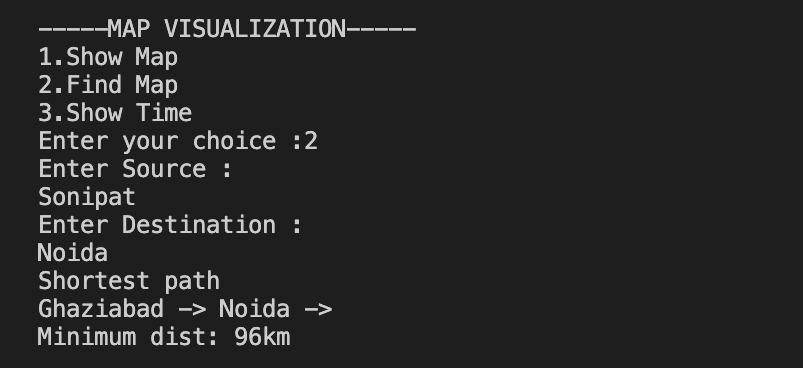 -----MAP VISUALIZATION-----
1.Show Map
2.Find Map
3.Show Time
Enter your choice :2
Enter Source :
Sonipat
Enter Destination :
Noida
Shortest path
Ghaziabad -> Noida ->
Minimum dist: 96km